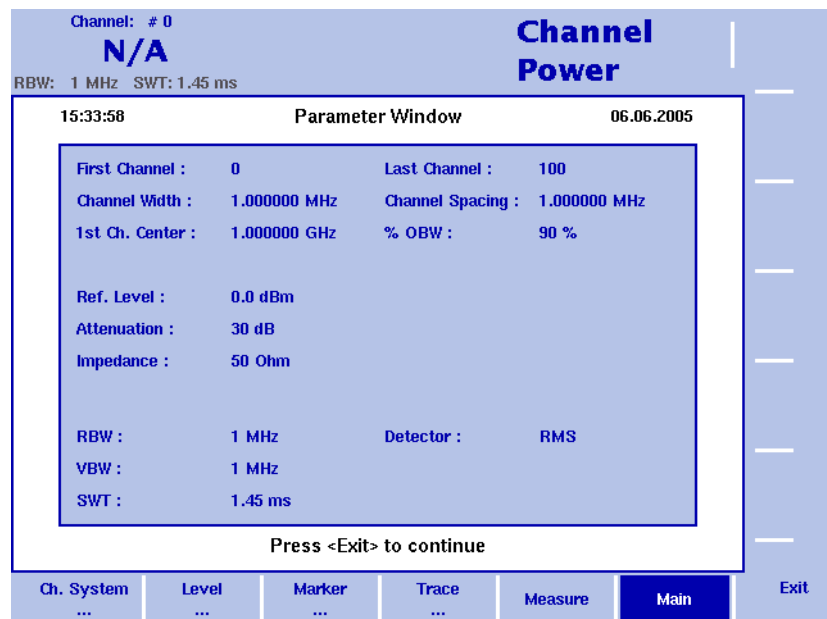 Channel: # 0
N/A
RBW: 1 MHz SWT: 1.45 ms
Channel
Power
15:33:58 Parameter Window 06.06.2005
First Channel : 0 Last Channel : 100
Channel Width : 1.000000 MHz Channel Spacing : 1.000000 MHz
1st Ch. Center : 1.000000 GHz % OBW : 90 %
Ref. Level : 0.0 dBm
Attenuation : 30 dB
Impedance : 50 Ohm
RBW : 1 MHz Detector : RMS
VBW : 1 MHz
SWT : 1.45 ms
Press <Exit> to continue
Ch. System ... Level ... Marker ... Trace ... Measure Main Exit